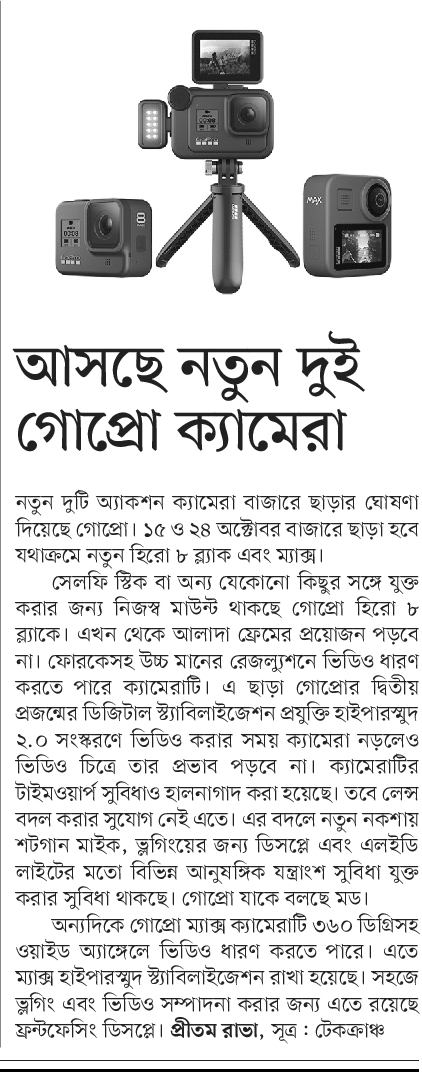 MAX
8
আসছে নতুন দুই
গোপ্রো ক্যামেরা
নতুন দুটি অ্যাকশন ক্যামেরা বাজারে ছাড়ার ঘোষণা
দিয়েছে গোপ্রো। ১৫ ও ২৪ অক্টোবর বাজারে ছাড়া হবে
যথাক্রমে নতুন হিরো ৮ ব্ল্যাক এবং ম্যাক্স।
সেলফি স্টিক বা অন্য যেকোনো কিছুর সঙ্গে যুক্ত
করার জন্য নিজস্ব মাউন্ট থাকছে গোপ্রো হিরো ৮
ব্ল্যাকে। এখন থেকে আলাদা ফ্রেমের প্রয়োজন পড়বে
না। ফোরকেসহ উচ্চ মানের রেজল্যুশনে ভিডিও ধারণ
করতে পারে ক্যামেরাটি। এ ছাড়া গোপ্রোর দ্বিতীয়
প্রজন্মের ডিজিটাল স্ট্যাবিলাইজেশন প্রযুক্তি হাইপারস্মুদ
২.০ সংস্করণে ভিডিও করার সময় ক্যামেরা নড়লেও
ভিডিও চিত্রে তার প্রভাব পড়বে না। ক্যামেরাটির
টাইমওয়ার্প সুবিধাও হালনাগাদ করা হয়েছে। তবে লেন্স
বদল করার সুযোগ নেই এতে। এর বদলে নতুন নকশায়
শটগান মাইক, ভ্লগিংয়ের জন্য ডিসপ্লে এবং এলইডি
লাইটের মতো বিভিন্ন আনুষঙ্গিক যন্ত্রাংশ সুবিধা যুক্ত
করার সুবিধা থাকছে। গোপ্রো যাকে বলছে মড।
অন্যদিকে গোপ্রো ম্যাক্স ক্যামেরাটি ৩৬০ ডিগ্রিসহ
ওয়াইড অ্যাঙ্গেলে ভিডিও ধারণ করতে পারে। এতে
ম্যাক্স হাইপারস্মুদ স্ট্যাবিলাইজেশন রাখা হয়েছে। সহজে
ভ্লগিং এবং ভিডিও সম্পাদনা করার জন্য এতে রয়েছে
ফ্রন্টফেসিং ডিসপ্লে। প্রীতম রাভা, সূত্র : টেকক্রাঞ্চ